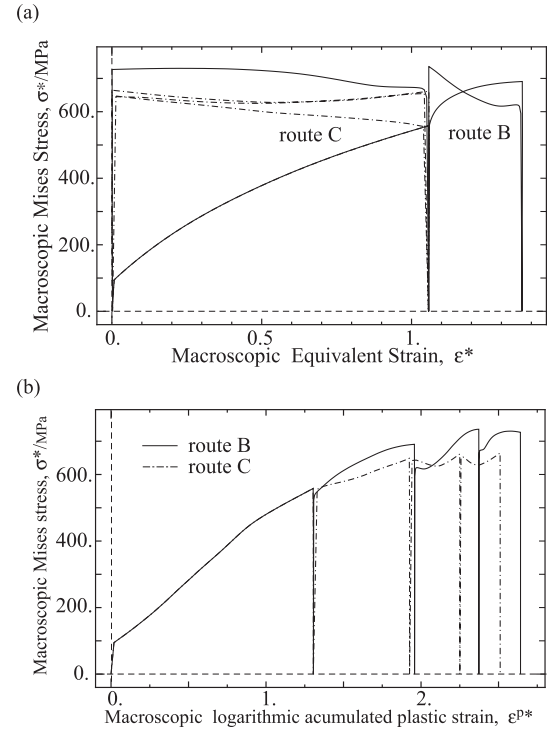 (a)
Macroscopic Mises Stress, σ*/MPa
600.
400.
200.
0.
route C
route B
0.
0.5
1.
Macroscopic Equivalent Strain, ε*
(b)
Macroscopic Mises stress, σ*/MPa
600.
400.
200.
0.
route B
route C
0.
1.
2.
Macroscopic logarithmic acumulated plastic strain, εᵖ*